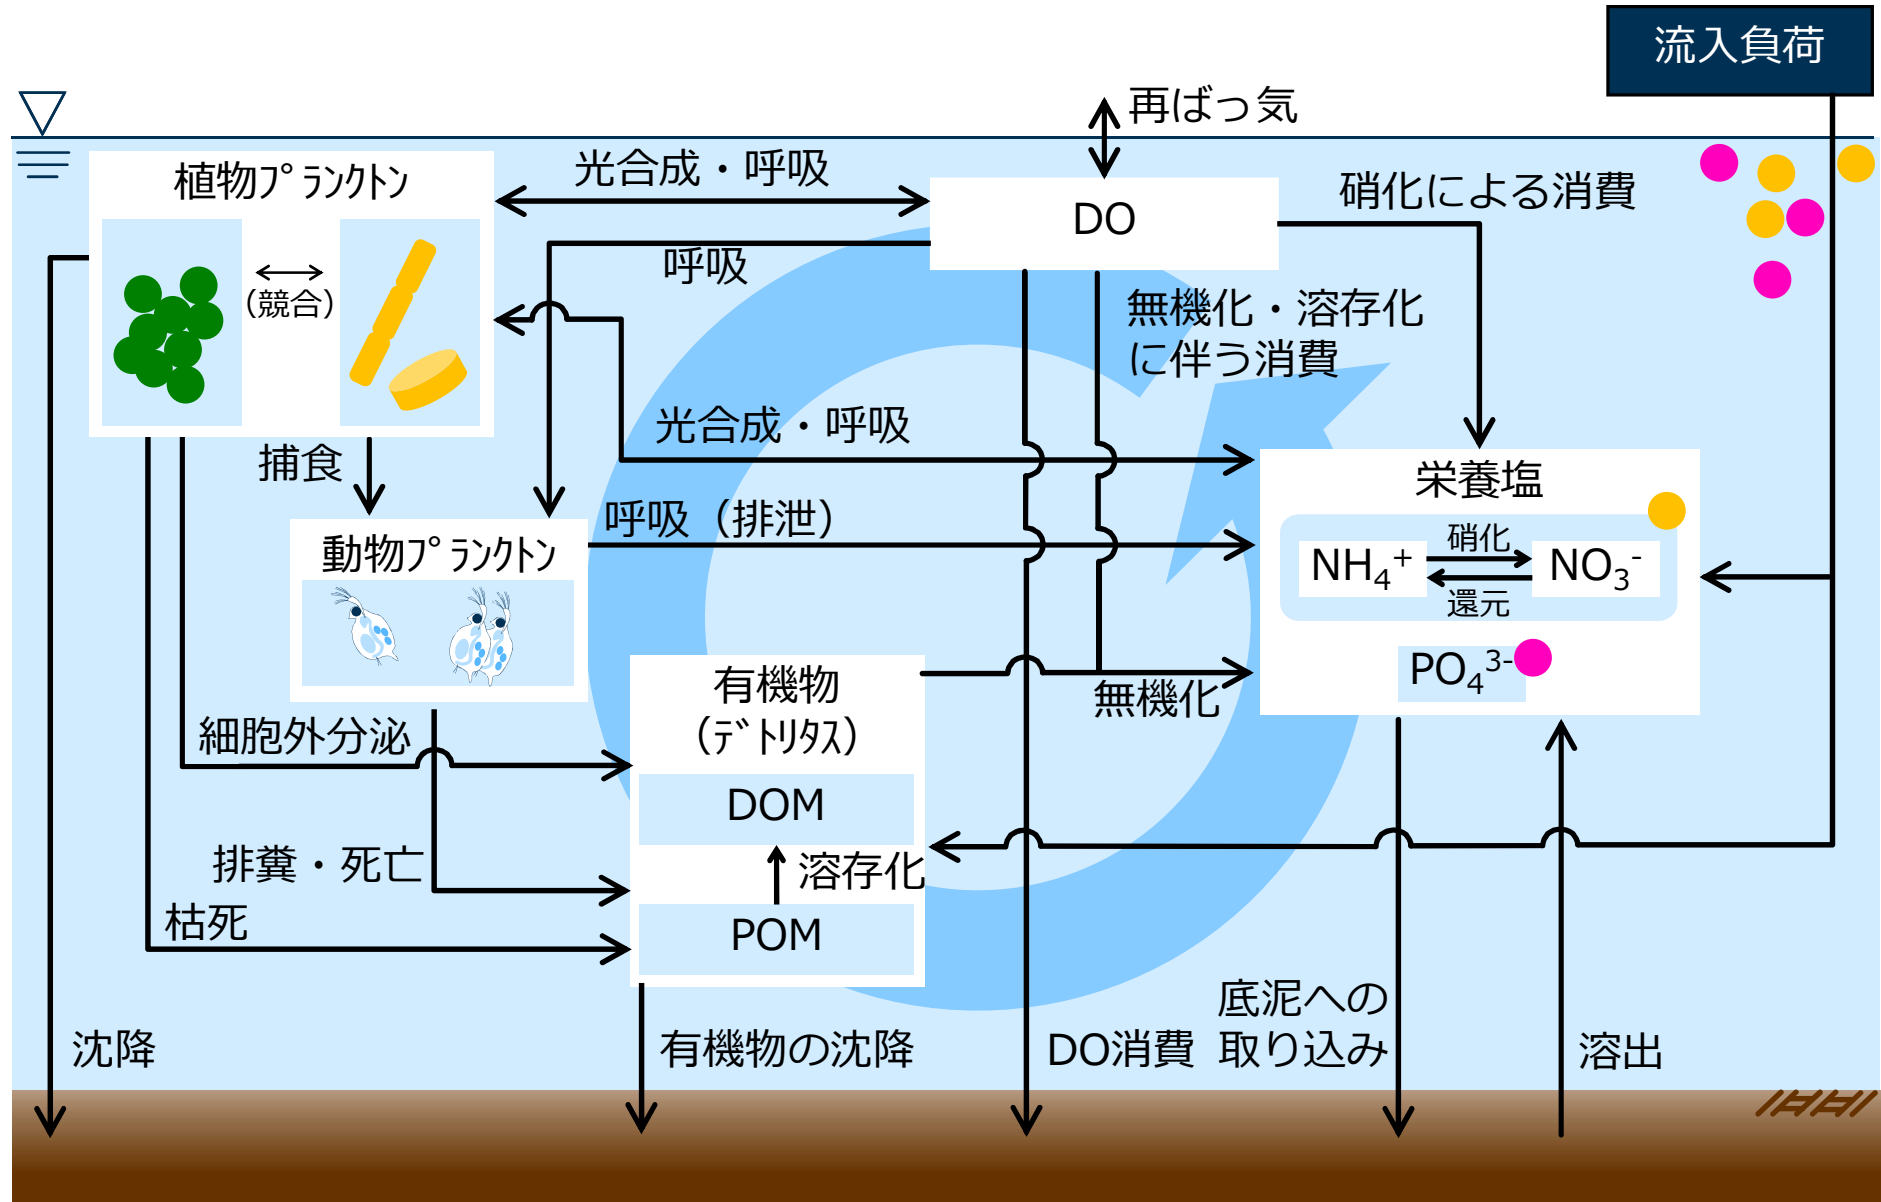 流入負荷
再ばっ気
植物ﾌﾟﾗﾝｸﾄﾝ
光合成・呼吸
DO
硝化による消費
呼吸
（競合）
無機化・溶存化
に伴う消費
光合成・呼吸
捕食
栄養塩
呼吸（排泄）
動物ﾌﾟﾗﾝｸﾄﾝ
硝化
NH₄⁺
NO₃⁻
還元
PO₄³⁻
有機物
（ﾃﾞﾄﾘﾀｽ）
無機化
細胞外分泌
DOM
排糞・死亡
溶存化
枯死
POM
沈降
有機物の沈降
DO消費
底泥への
取り込み
溶出